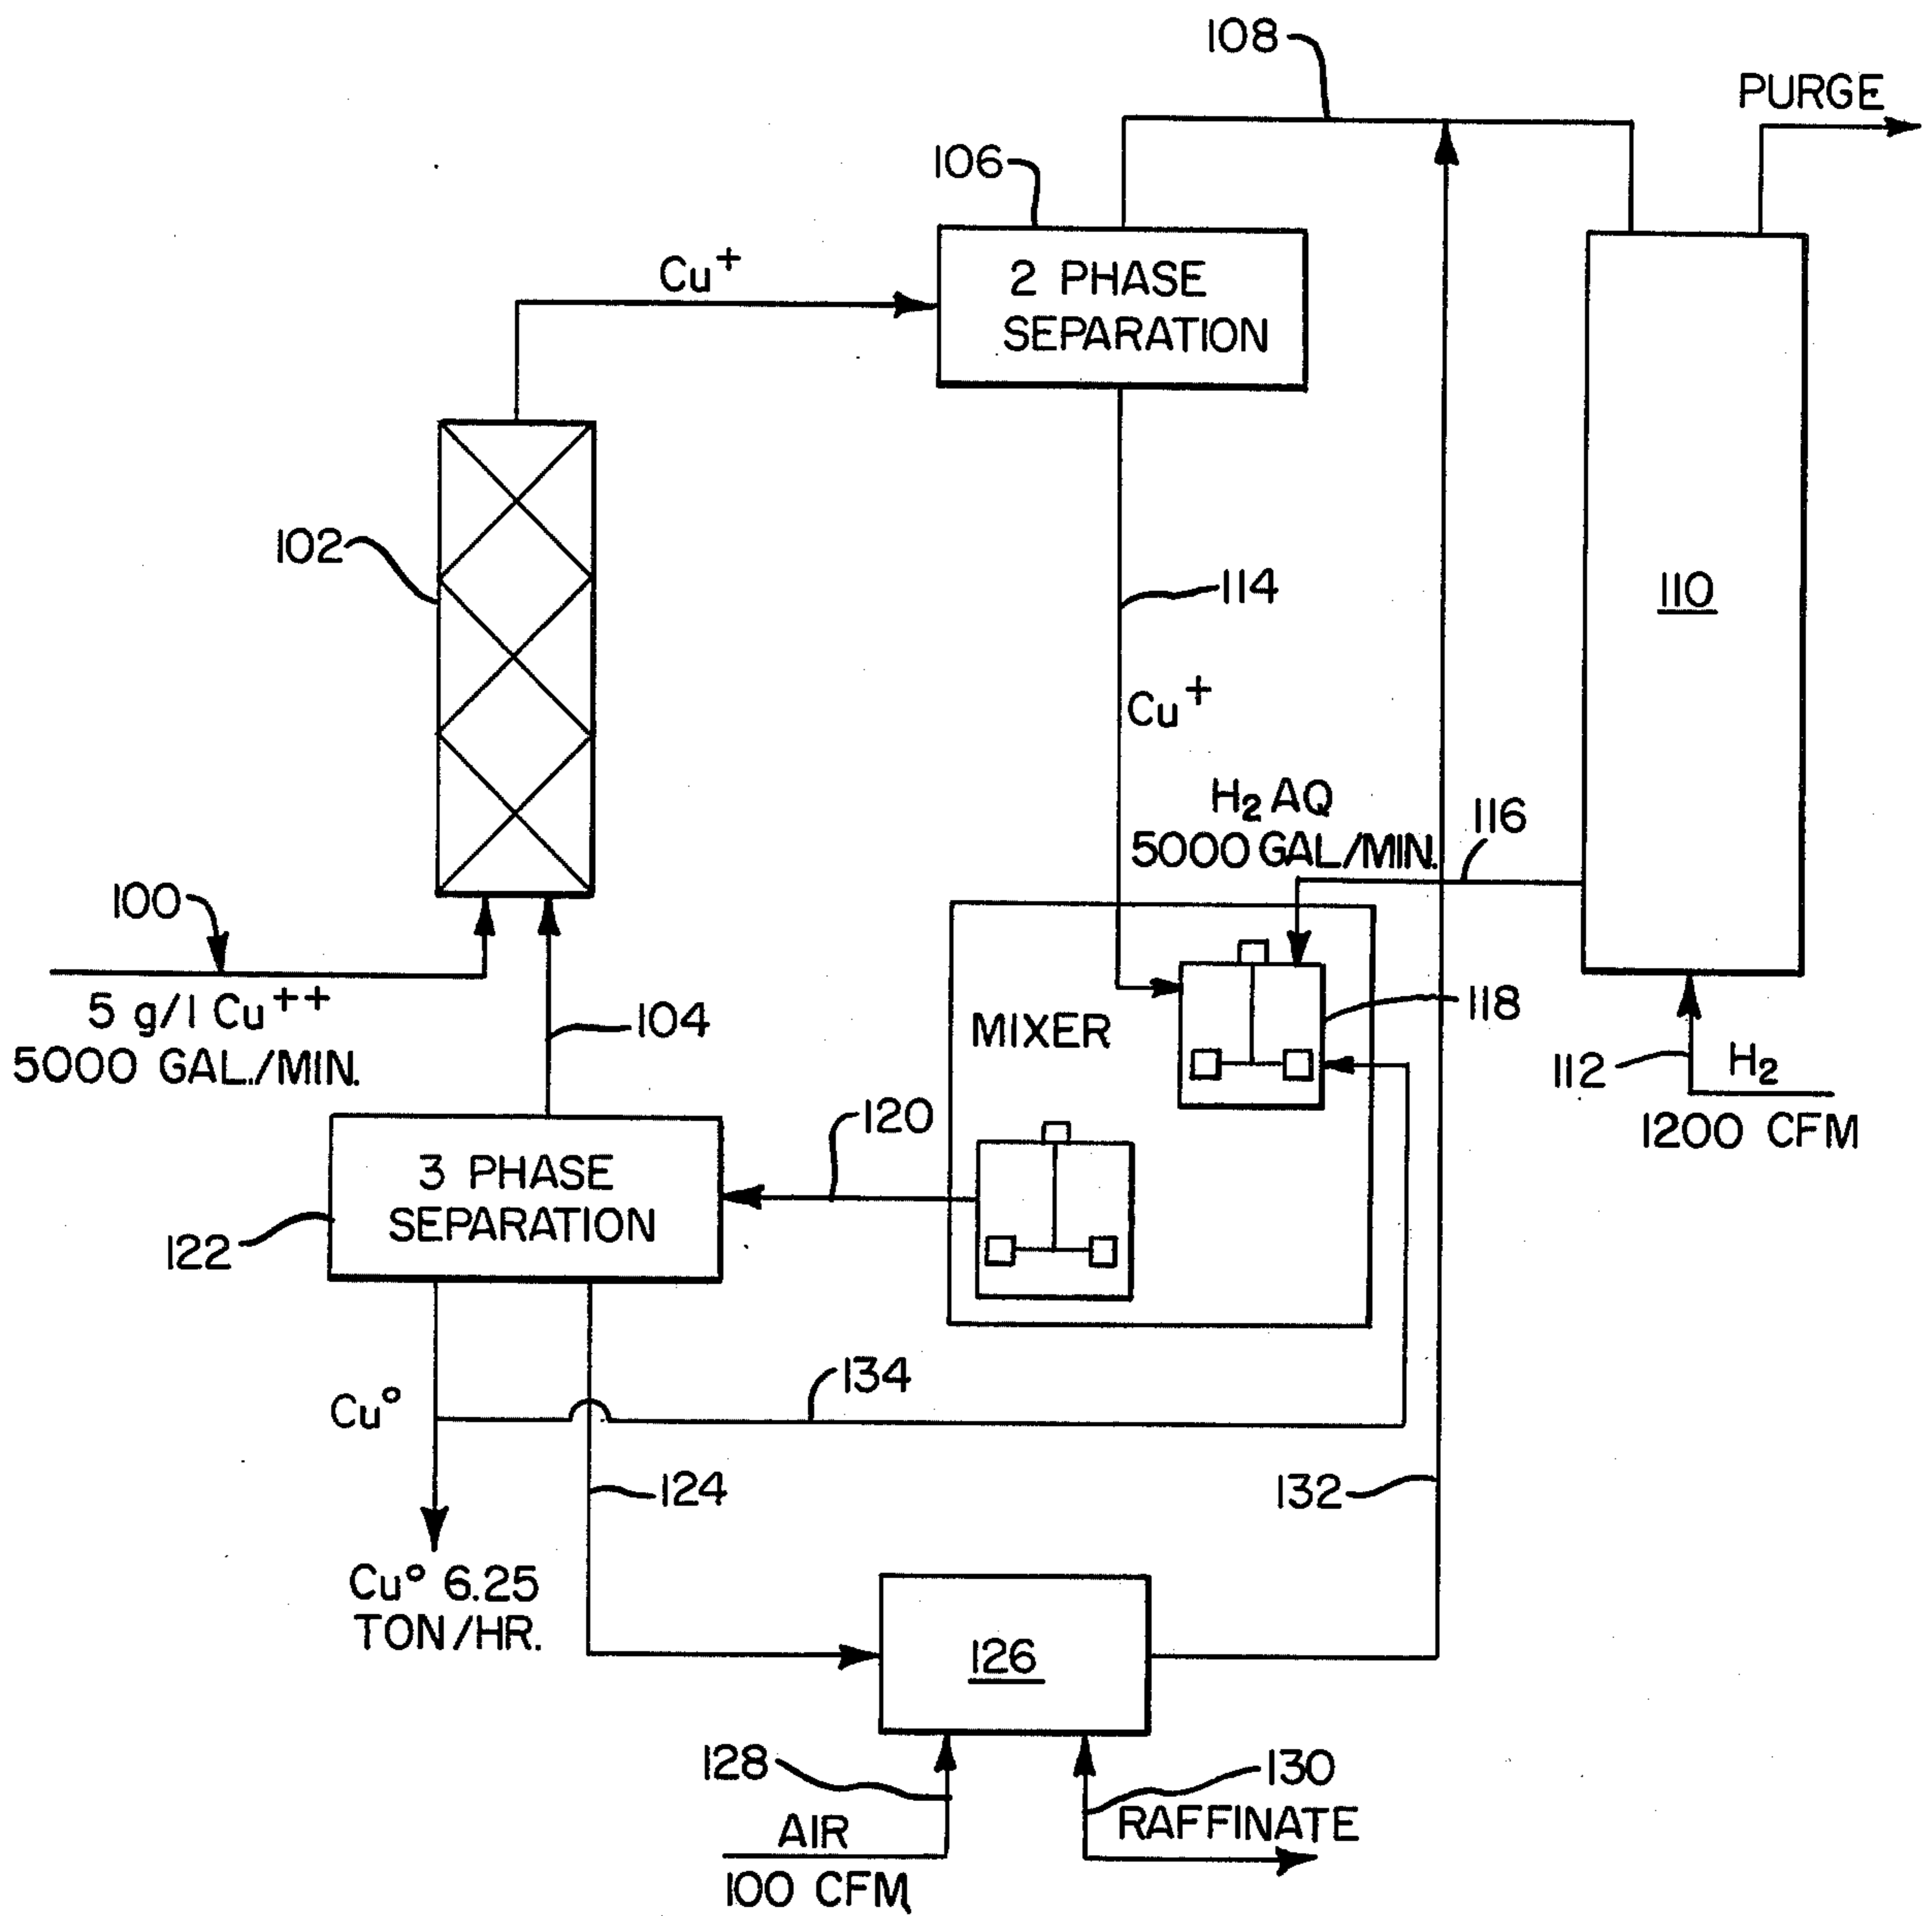 108
PURGE
106
Cu+
2 PHASE
SEPARATION
102
110
114
Cu+
H2 AQ
5000 GAL./MIN.
116
100
5 g/l Cu++
5000 GAL./MIN.
104
MIXER
118
112
H2
1200 CFM
120
3 PHASE
SEPARATION
122
134
Cu°
124
132
Cu° 6.25
TON/HR.
126
128
130
AIR
RAFFINATE
100 CFM